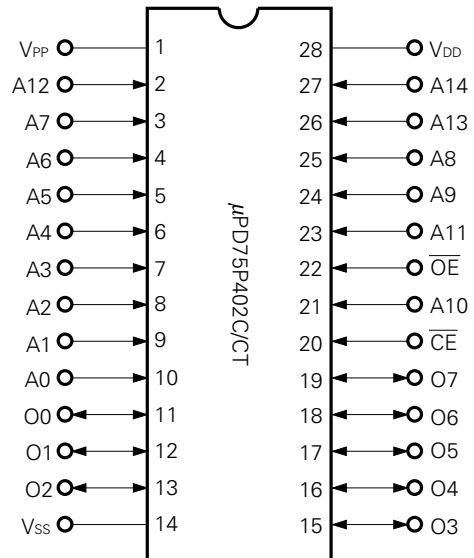 VPP 1 28 VDD
A12 2 27 A14
A7 3 26 A13
A6 4 25 A8
A5 5 24 A9
A4 6 23 A11
A3 7 22 O̅E̅
A2 8 21 A10
A1 9 20 C̅E̅
A0 10 19 O7
O0 11 18 O6
O1 12 17 O5
O2 13 16 O4
VSS 14 15 O3
µPD75P402C/CT